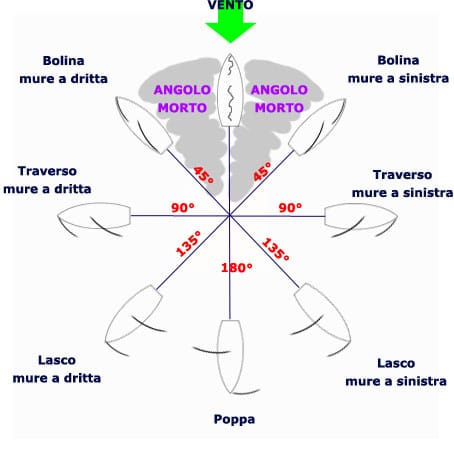 VENTO
Bolina
mure a dritta
Bolina
mure a sinistra
ANGOLO
MORTO
ANGOLO
MORTO
45°
45°
Traverso
mure a dritta
Traverso
mure a sinistra
90°
90°
135°
135°
180°
Lasco
mure a dritta
Lasco
mure a sinistra
Poppa